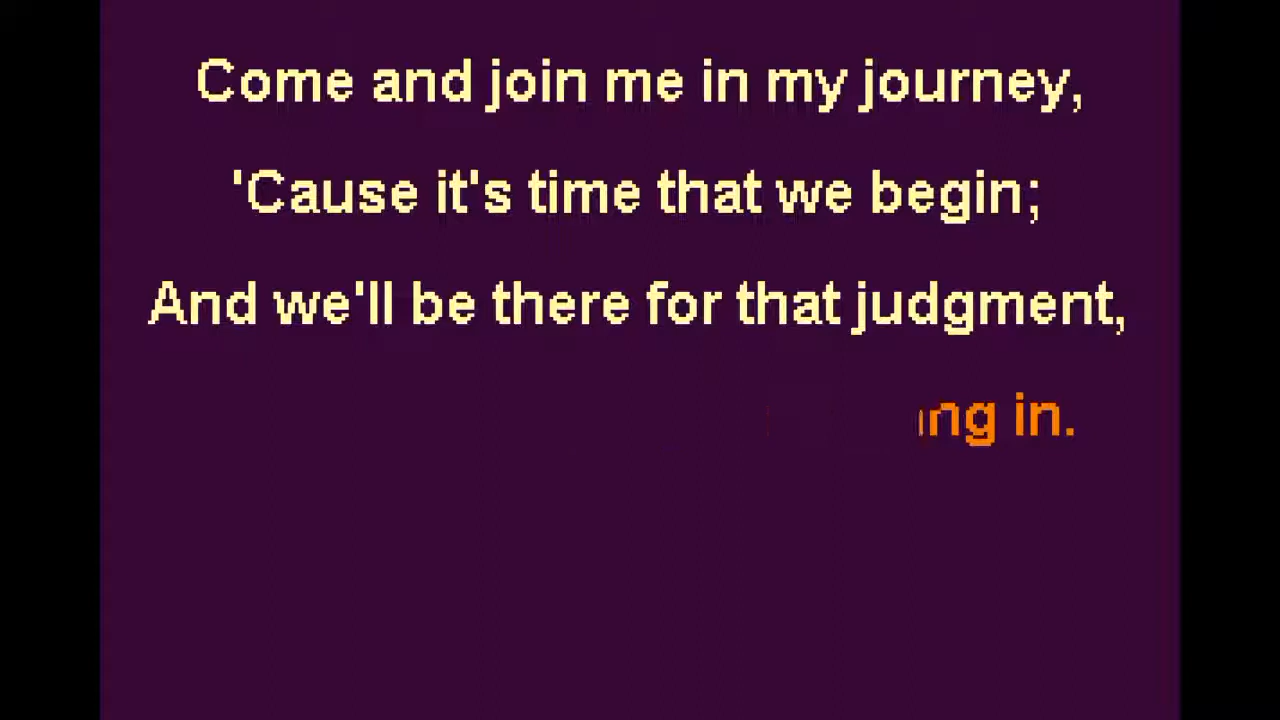 Come and join me in my journey,
'Cause it's time that we begin;
And we'll be there for that judgment,
in.